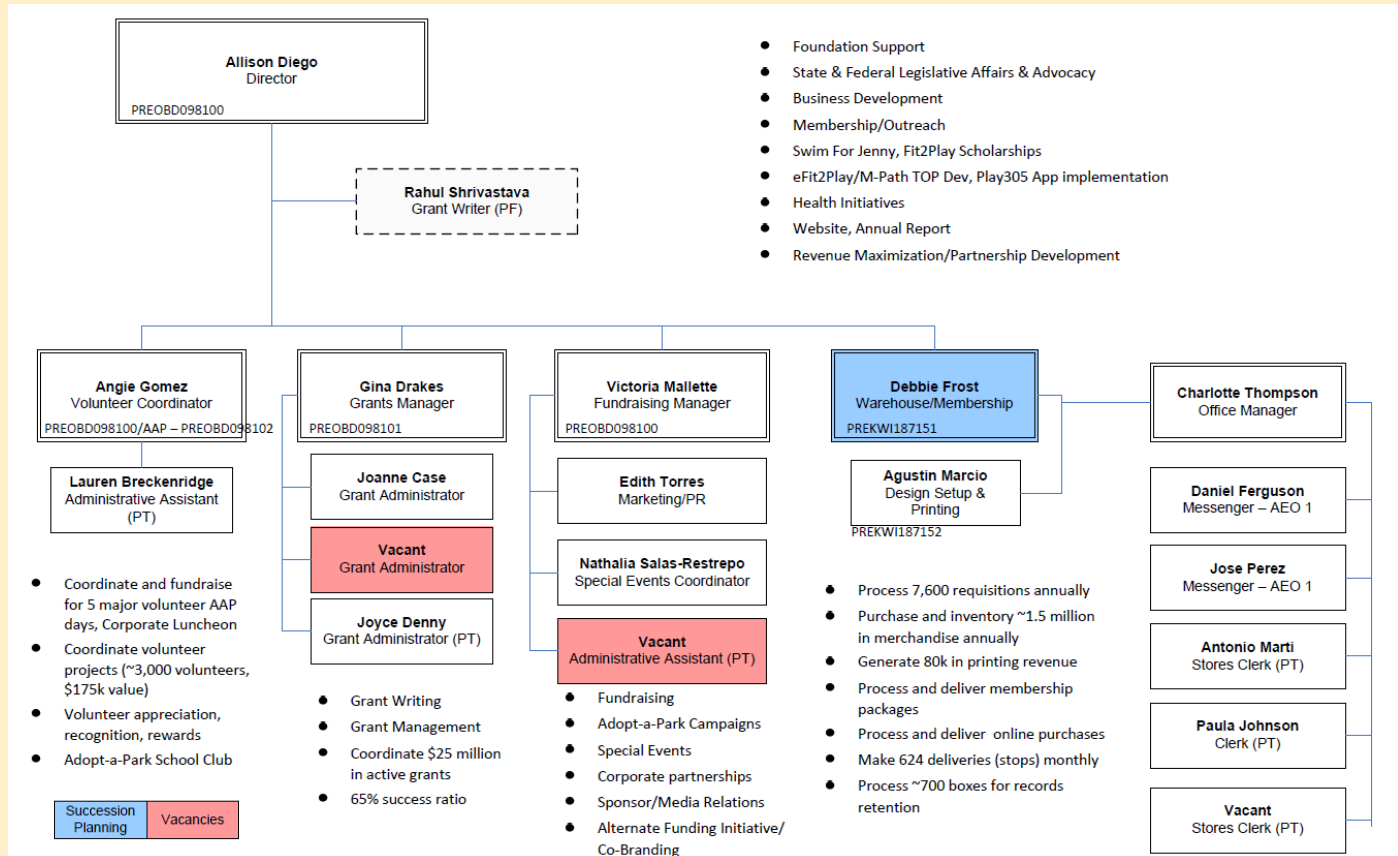 Allison Diego
Director
PREOBD098100
● Foundation Support
● State & Federal Legislative Affairs & Advocacy
● Business Development
● Membership/Outreach
● Swim For Jenny, Fit2Play Scholarships
● eFit2Play/M-Path TOP Dev, Play305 App implementation
● Health Initiatives
● Website, Annual Report
● Revenue Maximization/Partnership Development
Rahul Shrivastava
Grant Writer (PF)
Angie Gomez
Volunteer Coordinator
PREOBD098100/AAP – PREOBD098102
Lauren Breckenridge
Administrative Assistant
(PT)
● Coordinate and fundraise
for 5 major volunteer AAP
days, Corporate Luncheon
● Coordinate volunteer
projects (~3,000 volunteers,
$175k value)
● Volunteer appreciation,
recognition, rewards
● Adopt-a-Park School Club
Gina Drakes
Grants Manager
PREOBD098101
Joanne Case
Grant Administrator
Vacant
Grant Administrator
Joyce Denny
Grant Administrator (PT)
● Grant Writing
● Grant Management
● Coordinate $25 million
in active grants
● 65% success ratio
Victoria Mallette
Fundraising Manager
PREOBD098100
Edith Torres
Marketing/PR
Nathalia Salas-Restrepo
Special Events Coordinator
Vacant
Administrative Assistant (PT)
● Fundraising
● Adopt-a-Park Campaigns
● Special Events
● Corporate partnerships
● Sponsor/Media Relations
● Alternate Funding Initiative/
Co-Branding
Debbie Frost
Warehouse/Membership
PREKWI187151
Agustin Marcio
Design Setup &
Printing
PREKWI187152
● Process 7,600 requisitions annually
● Purchase and inventory ~1.5 million
in merchandise annually
● Generate 80k in printing revenue
● Process and deliver membership
packages
● Process and deliver online purchases
● Make 624 deliveries (stops) monthly
● Process ~700 boxes for records
retention
Charlotte Thompson
Office Manager
Daniel Ferguson
Messenger – AEO 1
Jose Perez
Messenger – AEO 1
Antonio Marti
Stores Clerk (PT)
Paula Johnson
Clerk (PT)
Vacant
Stores Clerk (PT)
Succession
Planning
Vacancies